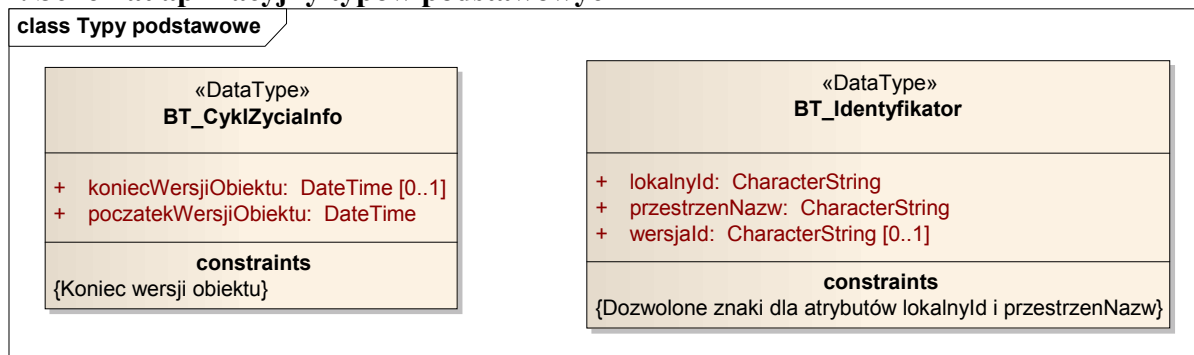 class Typy podstawowe
«DataType»
BT_CyklZyciaInfo
+ koniecWersjiObiektu: DateTime [0..1]
+ poczatekWersjiObiektu: DateTime
constraints
{Koniec wersji obiektu}
«DataType»
BT_Identyfikator
+ lokalnyId: CharacterString
+ przestrzenNazw: CharacterString
+ wersjaId: CharacterString [0..1]
constraints
{Dozwolone znaki dla atrybutów lokalnyId i przestrzenNazw}